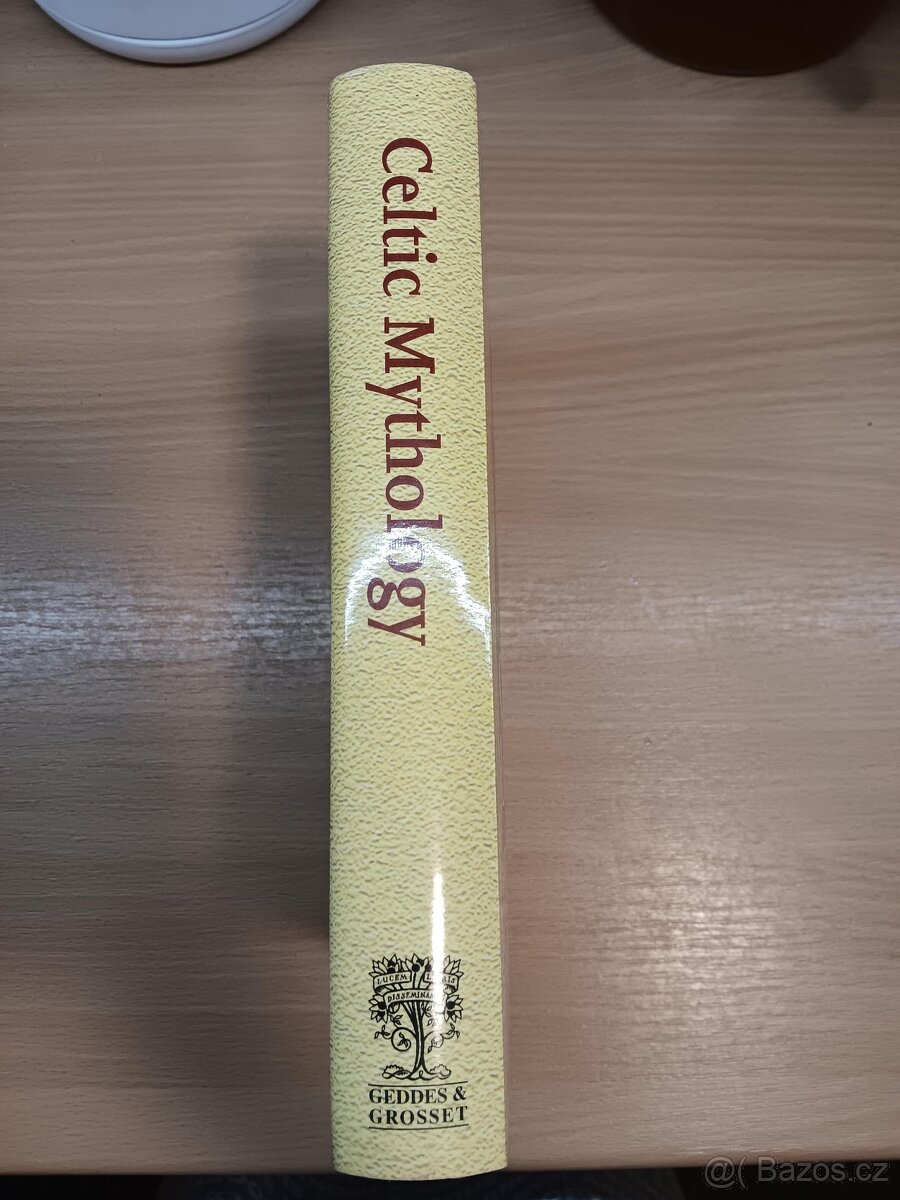 Celtic Mythology
LUCEM
DISSEMINA
GEDDES &
GROSSET
@( Bazos.cz